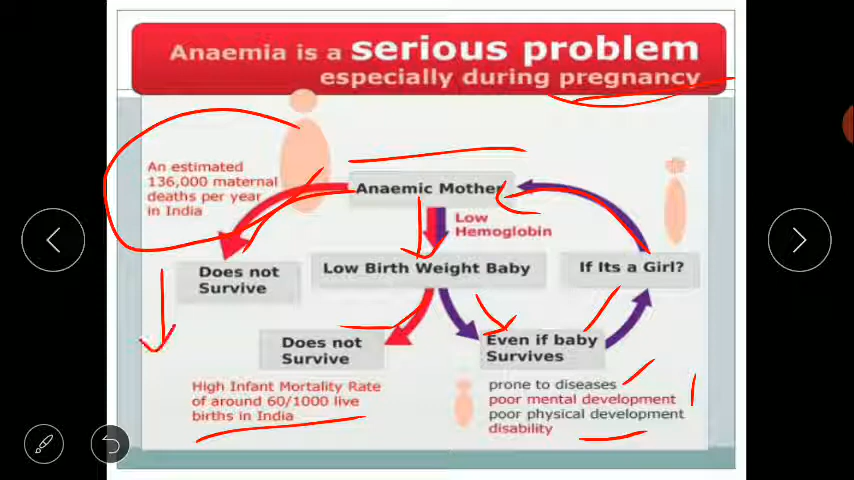 Anaemia is a serious problem
especially during pregnancy
An estimated
136,000 maternal
deaths per year
in India
Anaemic Mother
Low
Hemoglobin
Does not
Survive
Low Birth Weight Baby
If Its a Girl?
Does not
Survive
Even if baby
Survives
High Infant Mortality Rate
of around 60/1000 live
births in India
prone to diseases
poor mental development
poor physical development
disability